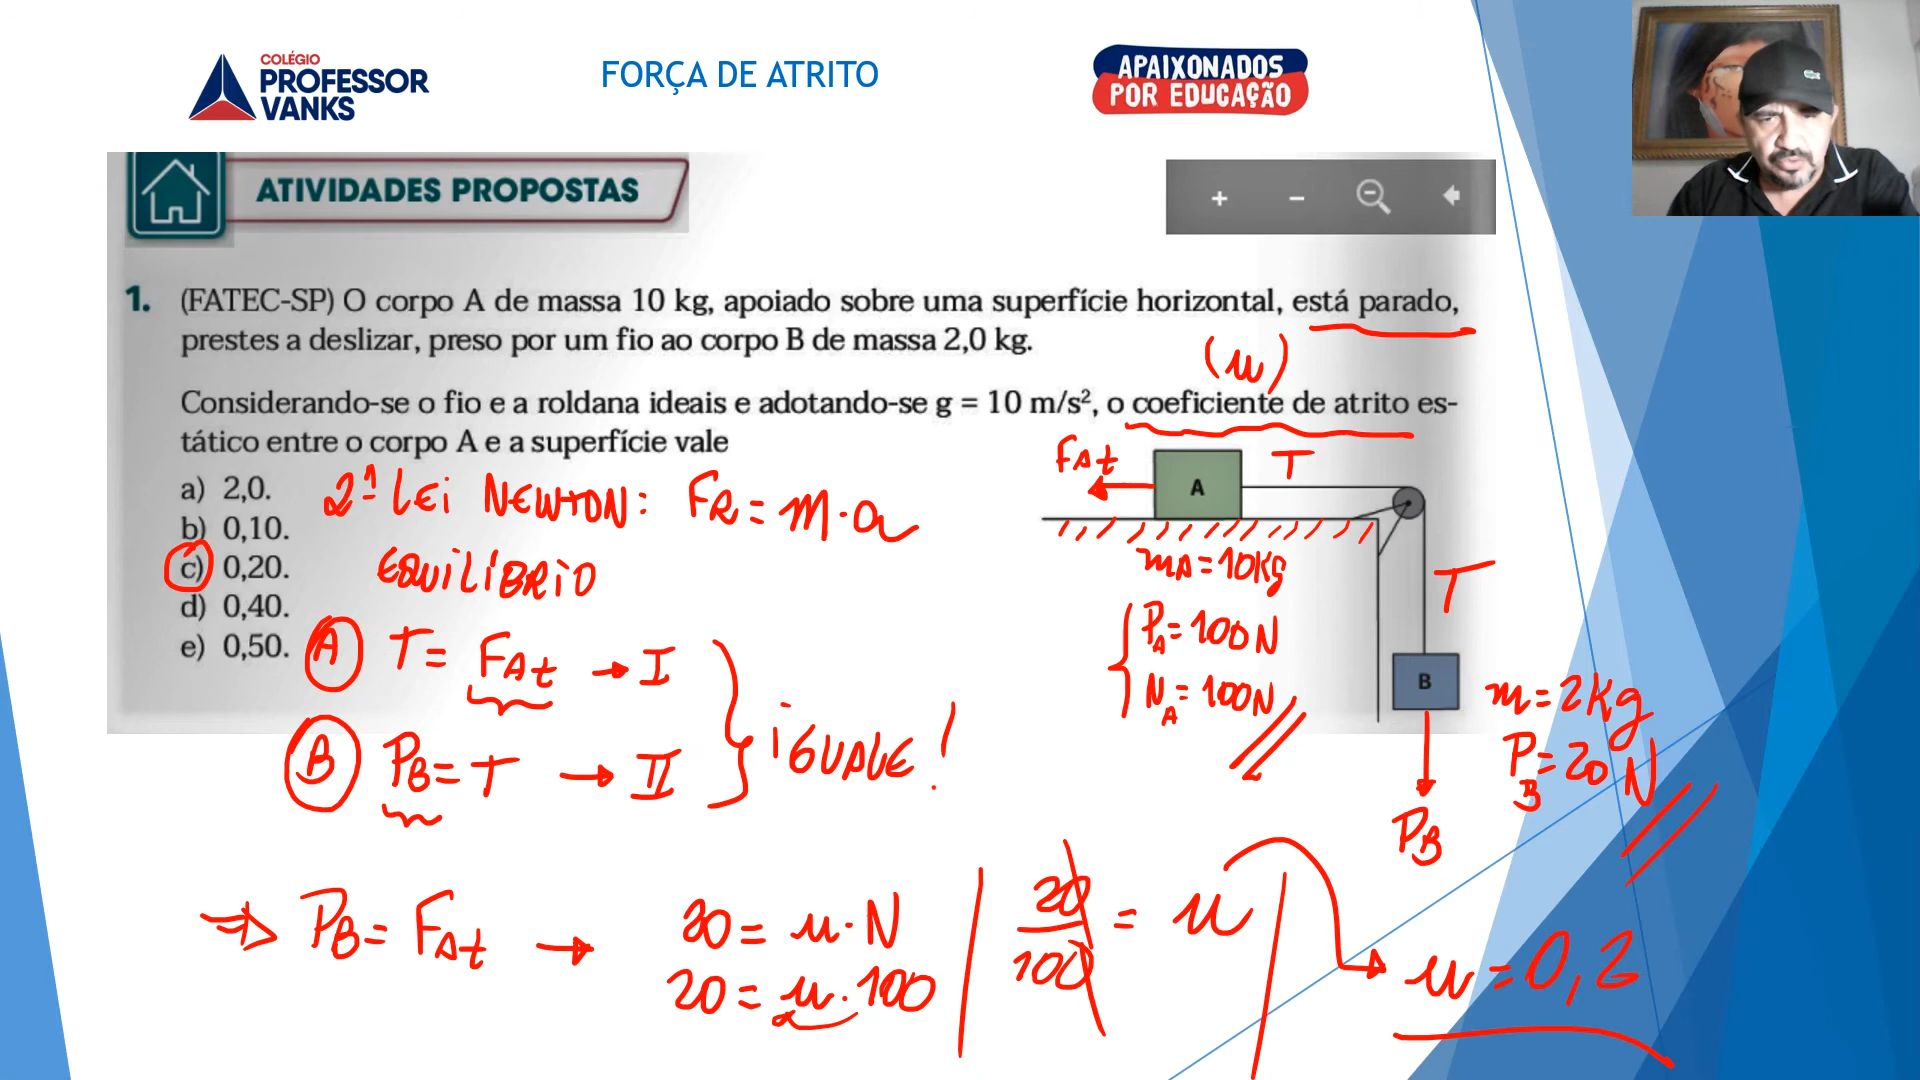 COLÉGIO
PROFESSOR
VANKS
FORÇA DE ATRITO
APAIXONADOS
POR EDUCAÇÃO
ATIVIDADES PROPOSTAS
1. (FATEC-SP) O corpo A de massa 10 kg, apoiado sobre uma superfície horizontal, está parado,
prestes a deslizar, preso por um fio ao corpo B de massa 2,0 kg.
(μ)
Considerando-se o fio e a roldana ideais e adotando-se g = 10 m/s², o coeficiente de atrito es-
tático entre o corpo A e a superfície vale
a) 2,0.
b) 0,10.
c) 0,20.
d) 0,40.
e) 0,50.
2ª LEI NEWTON: FR = m·a
EQUILÍBRIO
A T = FAt → I
B PB = T → II
IGUALE!
FAt
A
T
mA = 10kg
PA = 100N
NA = 100N
T
B
m = 2kg
PB = 20 N
PB
⇒ PB = FAt →
20 = μ·N
20 = μ·100
20/100 = μ
μ = 0,2